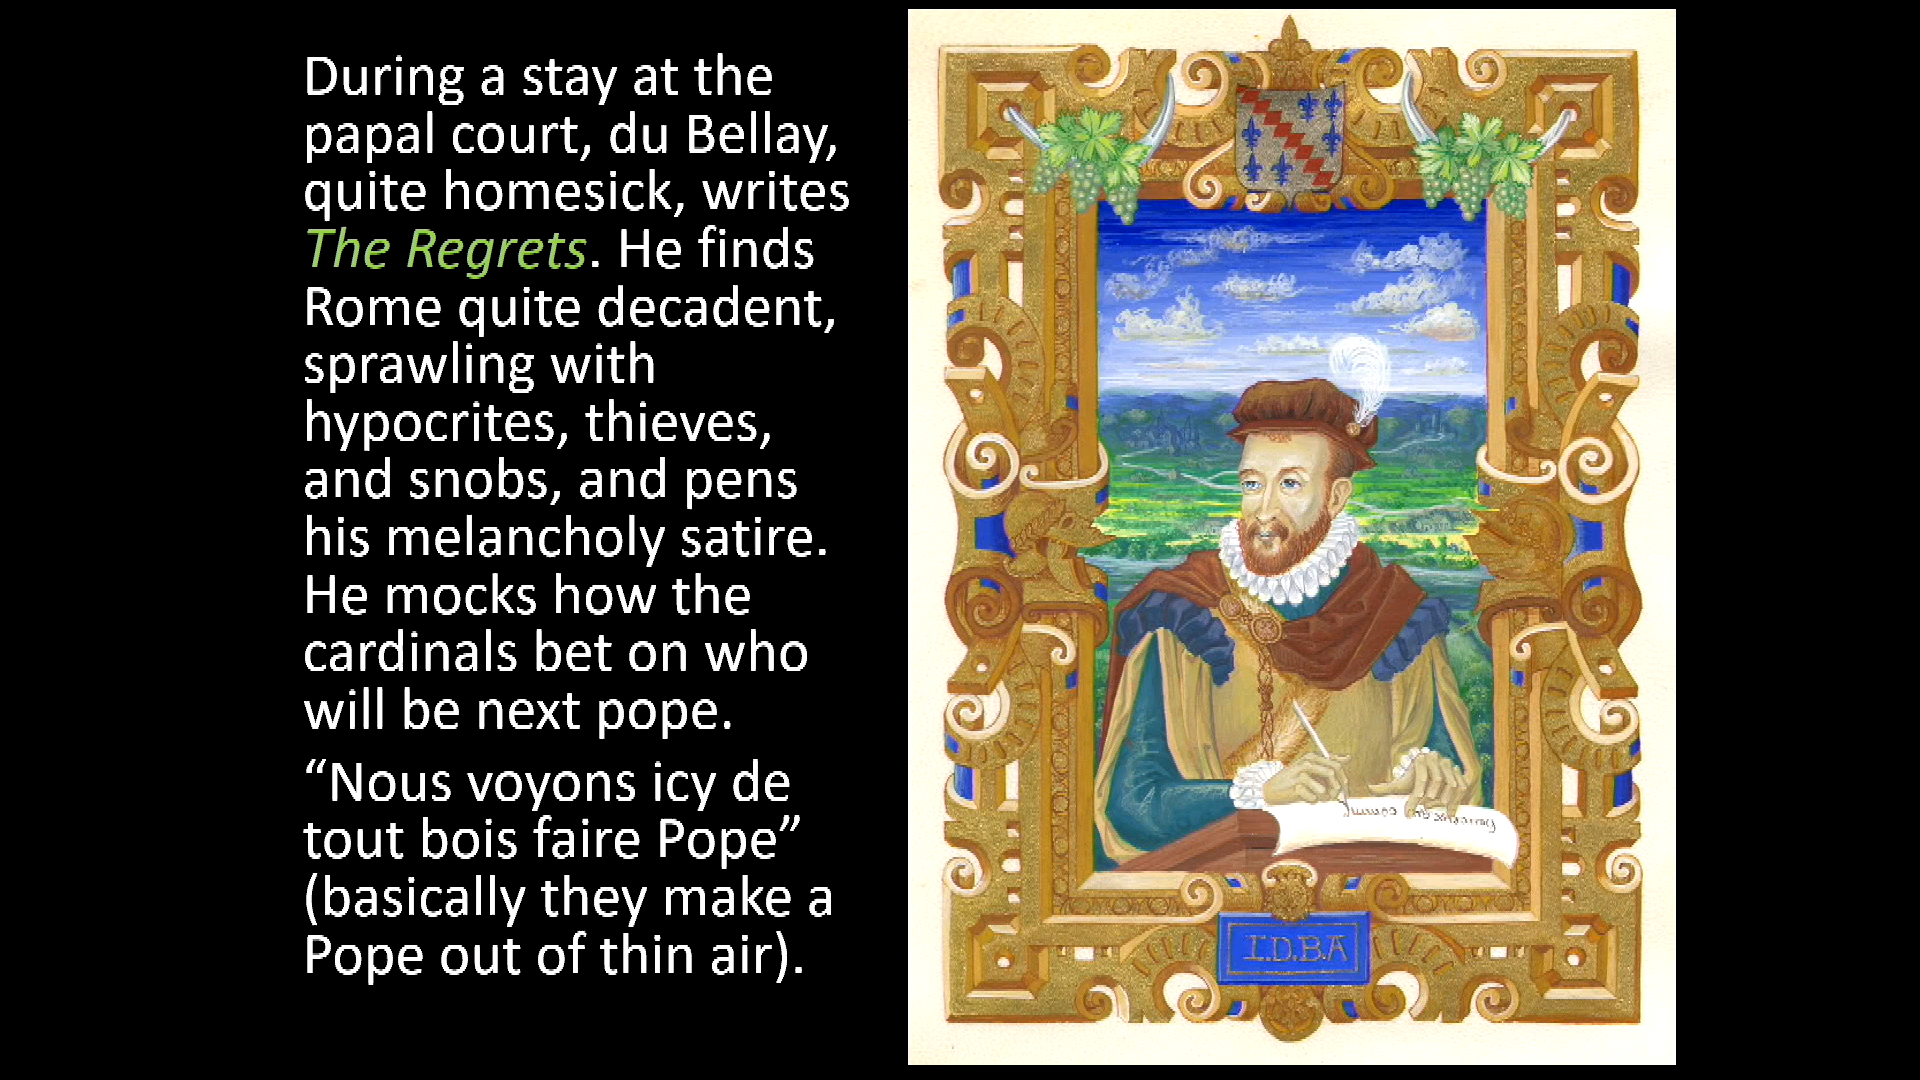 During a stay at the
papal court, du Bellay,
quite homesick, writes
The Regrets. He finds
Rome quite decadent,
sprawling with
hypocrites, thieves,
and snobs, and pens
his melancholy satire.
He mocks how the
cardinals bet on who
will be next pope.
“Nous voyons icy de
tout bois faire Pope”
(basically they make a
Pope out of thin air).
I.D.B.A